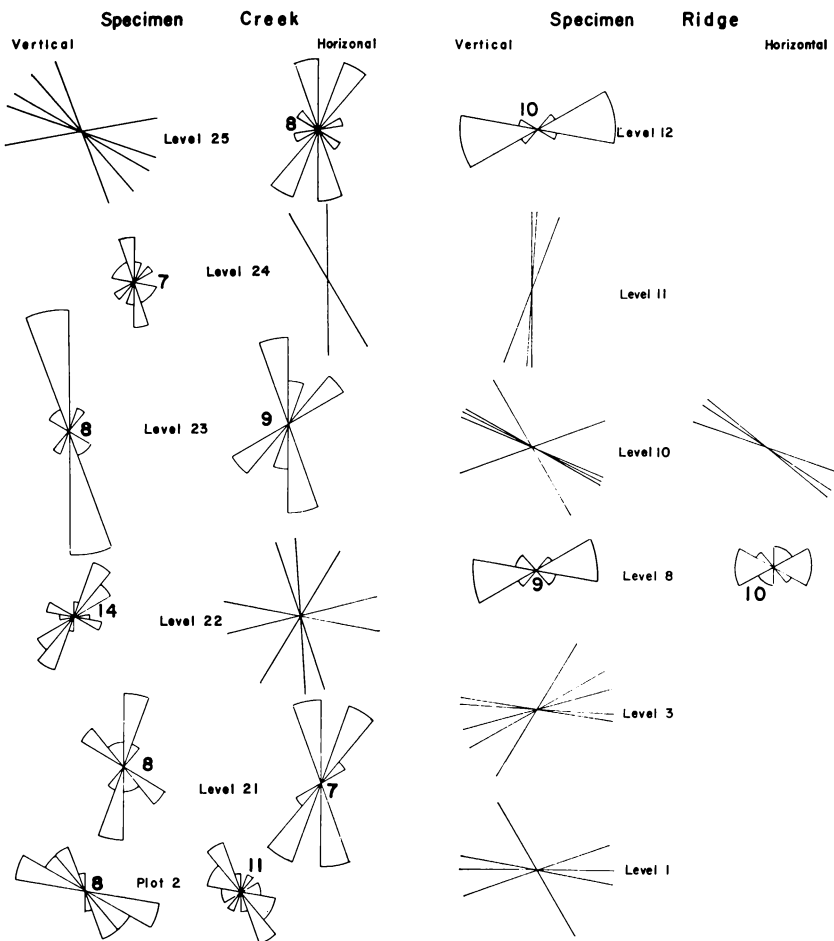 Specimen Creek
Vertical Horizonal
8
Level 25
7
Level 24
8
Level 23
9
14
Level 22
8
Level 21
7
8
Plot 2
11
Specimen Ridge
Vertical Horizontal
10
Level 12
Level 11
Level 10
9
Level 8
10
Level 3
Level 1